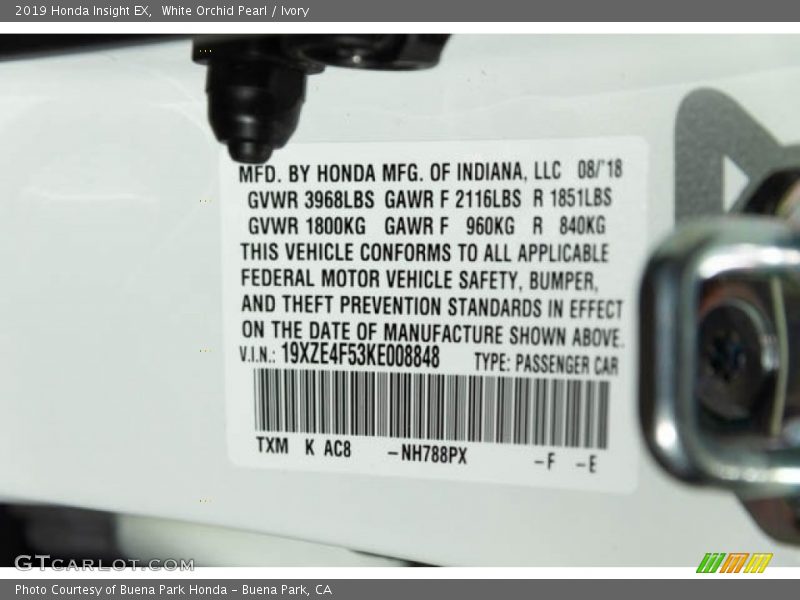 2019 Honda Insight EX, White Orchid Pearl / Ivory
MFD. BY HONDA MFG. OF INDIANA, LLC 08/'18
GVWR 3968LBS GAWR F 2116LBS R 1851LBS
GVWR 1800KG GAWR F 960KG R 840KG
THIS VEHICLE CONFORMS TO ALL APPLICABLE
FEDERAL MOTOR VEHICLE SAFETY, BUMPER,
AND THEFT PREVENTION STANDARDS IN EFFECT
ON THE DATE OF MANUFACTURE SHOWN ABOVE.
V.I.N.: 19XZE4F53KE008848 TYPE: PASSENGER CAR
TXM K AC8 -NH788PX -F -E
GTCARLOT.COM
Photo Courtesy of Buena Park Honda - Buena Park, CA